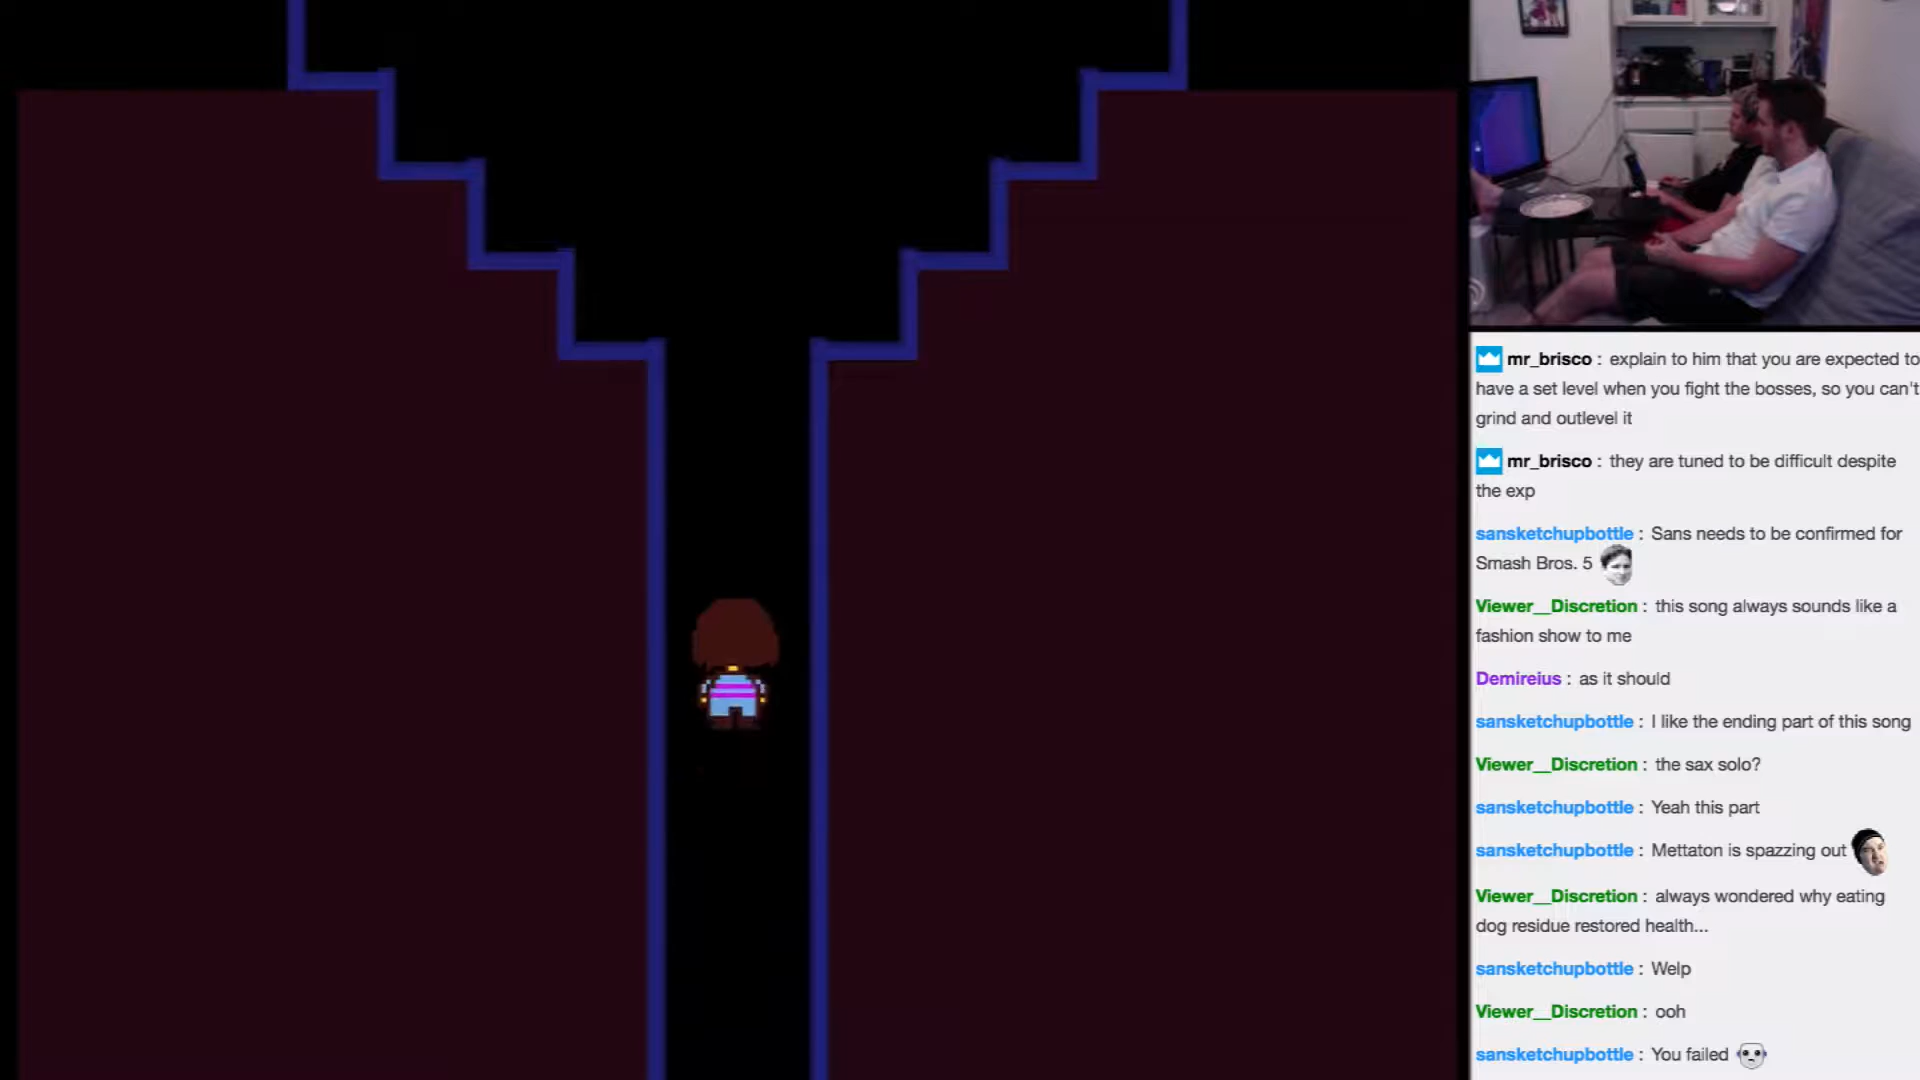 mr_brisco : explain to him that you are expected to
have a set level when you fight the bosses, so you can't
grind and outlevel it
mr_brisco : they are tuned to be difficult despite
the exp
sansketchupbottle : Sans needs to be confirmed for
Smash Bros. 5
Viewer__Discretion : this song always sounds like a
fashion show to me
Demireius : as it should
sansketchupbottle : I like the ending part of this song
Viewer__Discretion : the sax solo?
sansketchupbottle : Yeah this part
sansketchupbottle : Mettaton is spazzing out
Viewer__Discretion : always wondered why eating
dog residue restored health...
sansketchupbottle : Welp
Viewer__Discretion : ooh
sansketchupbottle : You failed